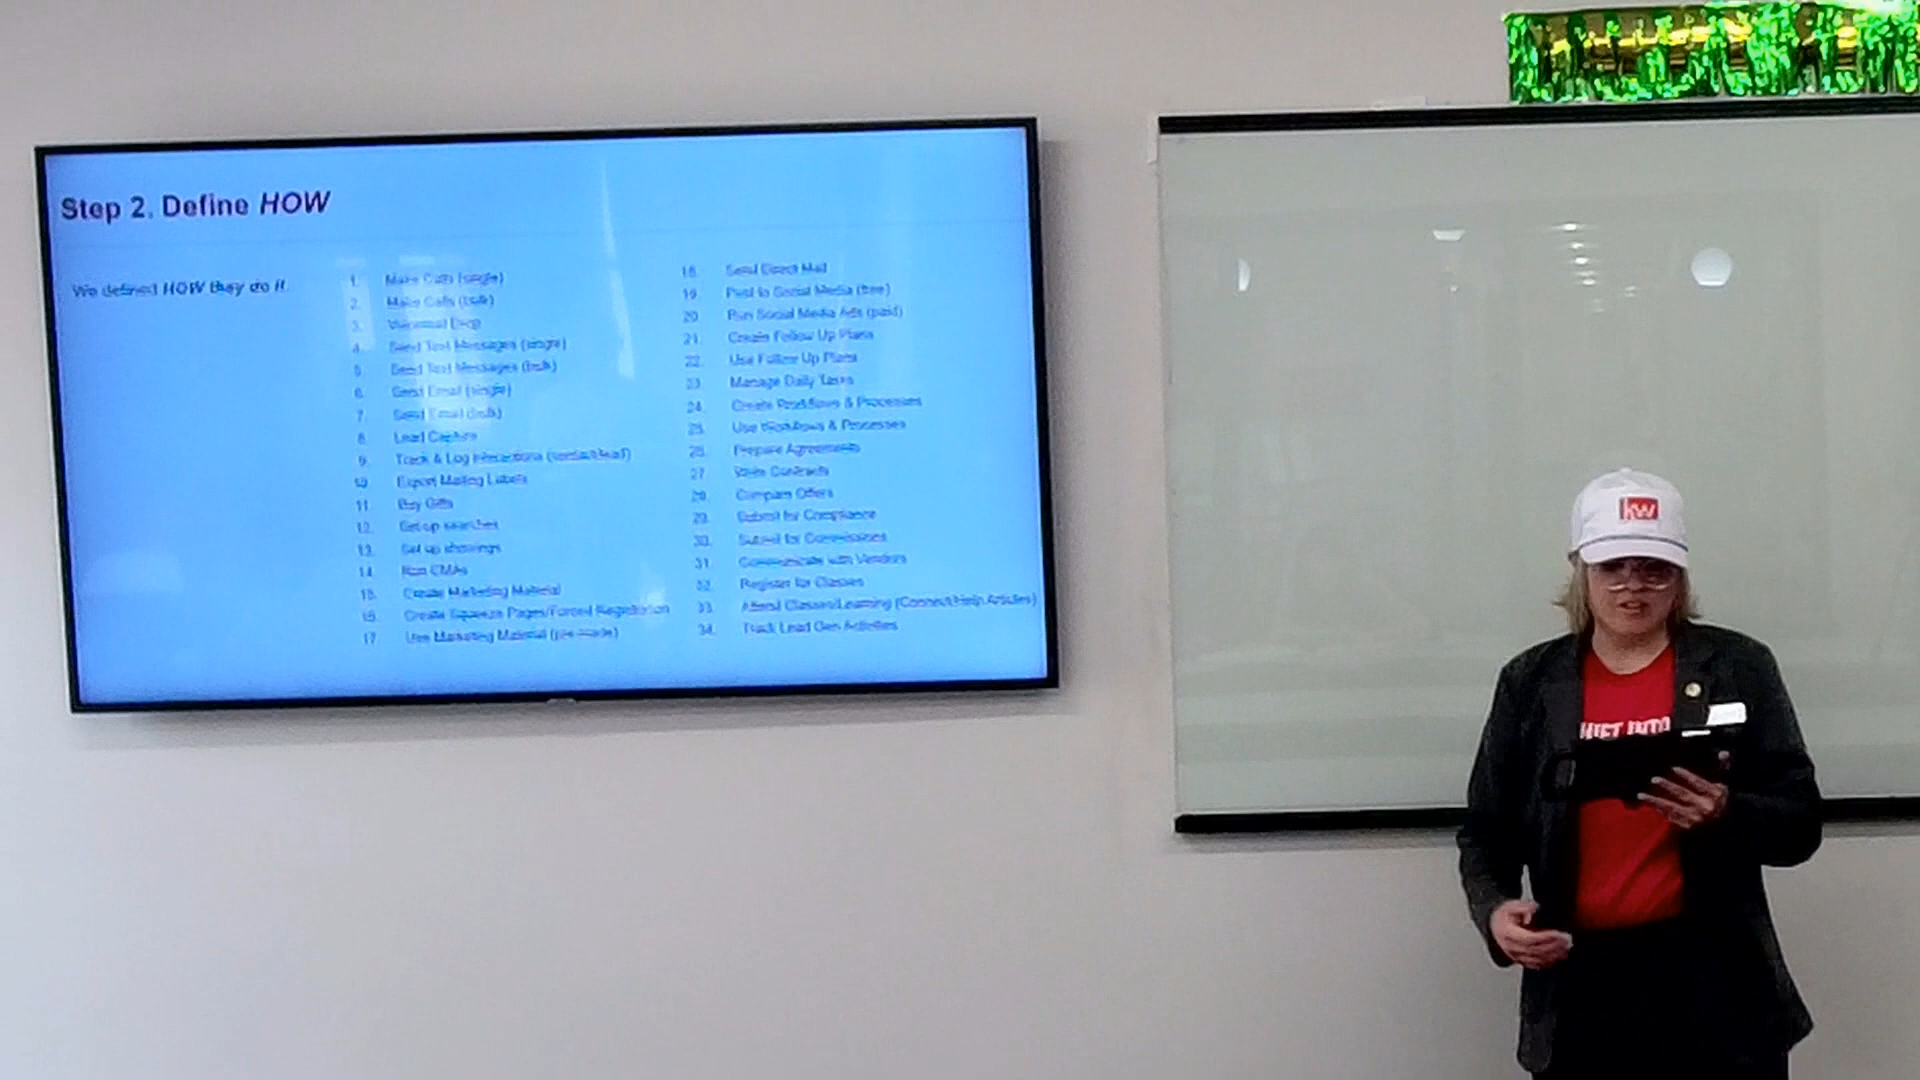 Step 2. Define HOW
We defined HOW they do it.
1. Make Calls (single)
2. Make Calls (bulk)
3. Voicemail Drop
4. Send Text Messages (single)
5. Send Text Messages (bulk)
6. Send Email (single)
7. Send Email (bulk)
8. Lead Capture
9. Track & Log Interactions (contact/lead)
10. Export Mailing Labels
11. Buy Gifts
12. Set up searches
13. Set up showings
14. Run CMAs
15. Create Marketing Material
16. Create Squeeze Pages/Forced Registration
17. Use Marketing Material (pre-made)
18. Send Direct Mail
19. Post to Social Media (free)
20. Run Social Media Ads (paid)
21. Create Follow Up Plans
22. Use Follow Up Plans
23. Manage Daily Tasks
24. Create Workflows & Processes
25. Use Workflows & Processes
26. Prepare Agreements
27. Write Contracts
28. Compare Offers
29. Submit for Compliance
30. Submit for Commissions
31. Communicate with Vendors
32. Register for Classes
33. Attend Classes/Learning (Connect/Help Articles)
34. Track Lead Gen Activities
kw
INTO